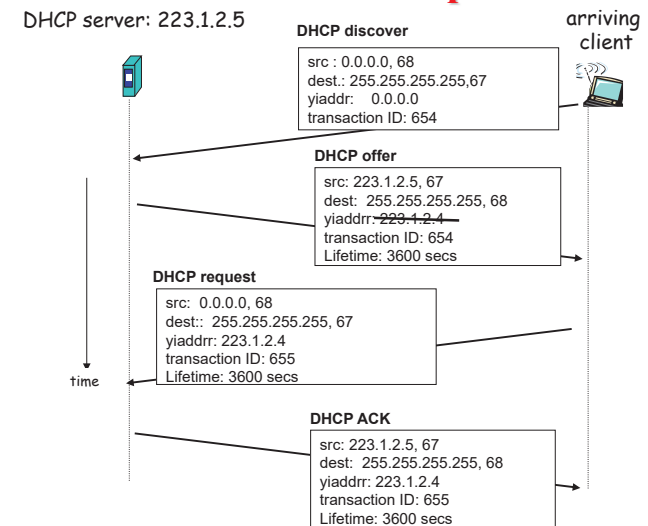 DHCP server: 223.1.2.5
arriving
client
DHCP discover
src : 0.0.0.0, 68
dest.: 255.255.255.255,67
yiaddr: 0.0.0.0
transaction ID: 654
DHCP offer
src: 223.1.2.5, 67
dest: 255.255.255.255, 68
yiaddrr: 223.1.2.4
transaction ID: 654
Lifetime: 3600 secs
DHCP request
src: 0.0.0.0, 68
dest:: 255.255.255.255, 67
yiaddrr: 223.1.2.4
transaction ID: 655
Lifetime: 3600 secs
time
DHCP ACK
src: 223.1.2.5, 67
dest: 255.255.255.255, 68
yiaddrr: 223.1.2.4
transaction ID: 655
Lifetime: 3600 secs